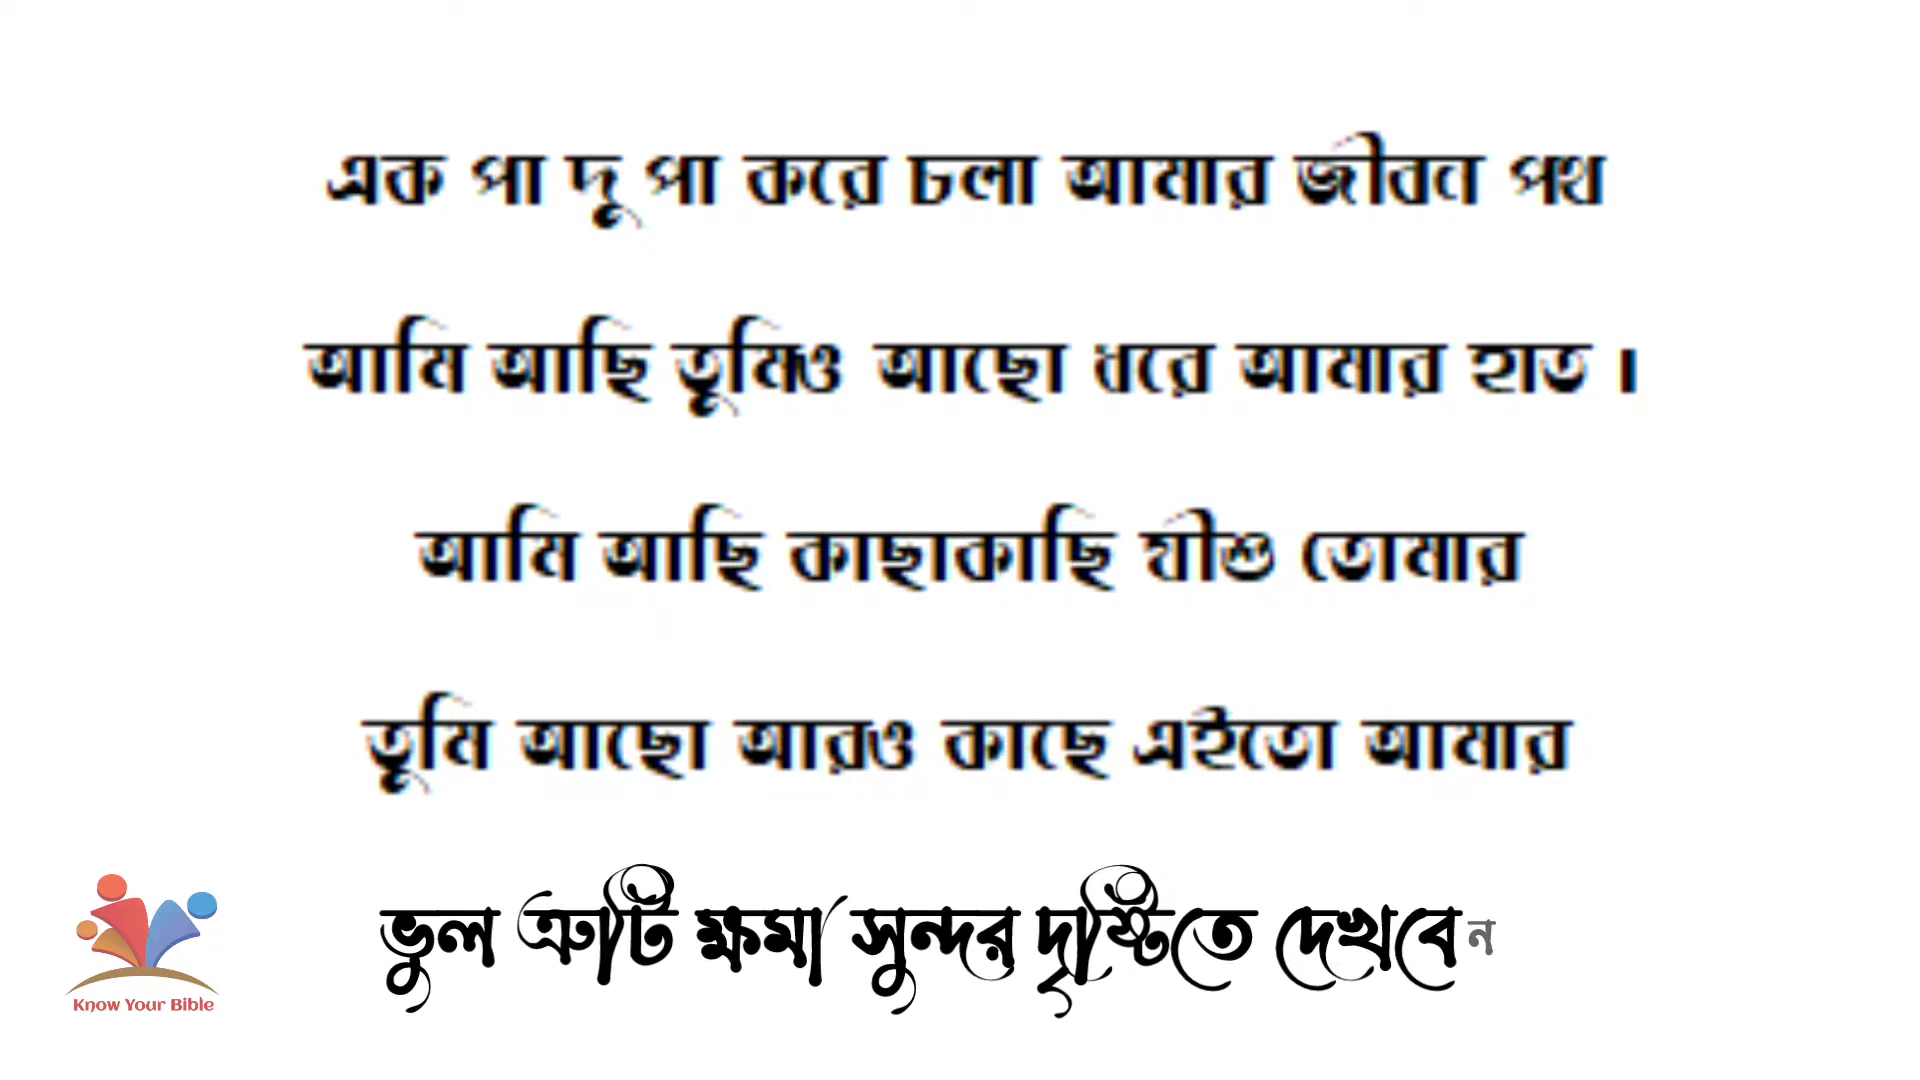 এক পা দু পা করে চলা আমার জীবন পথ
আমি আছি তুমিও আছো ধরে আমার হাত ।
আমি আছি কাছাকাছি যীশু তোমার
তুমি আছো আরও কাছে এইতো আমার
ভুল ত্রুটি ক্ষমা সুন্দর দৃষ্টিতে দেখবেন
Know Your Bible